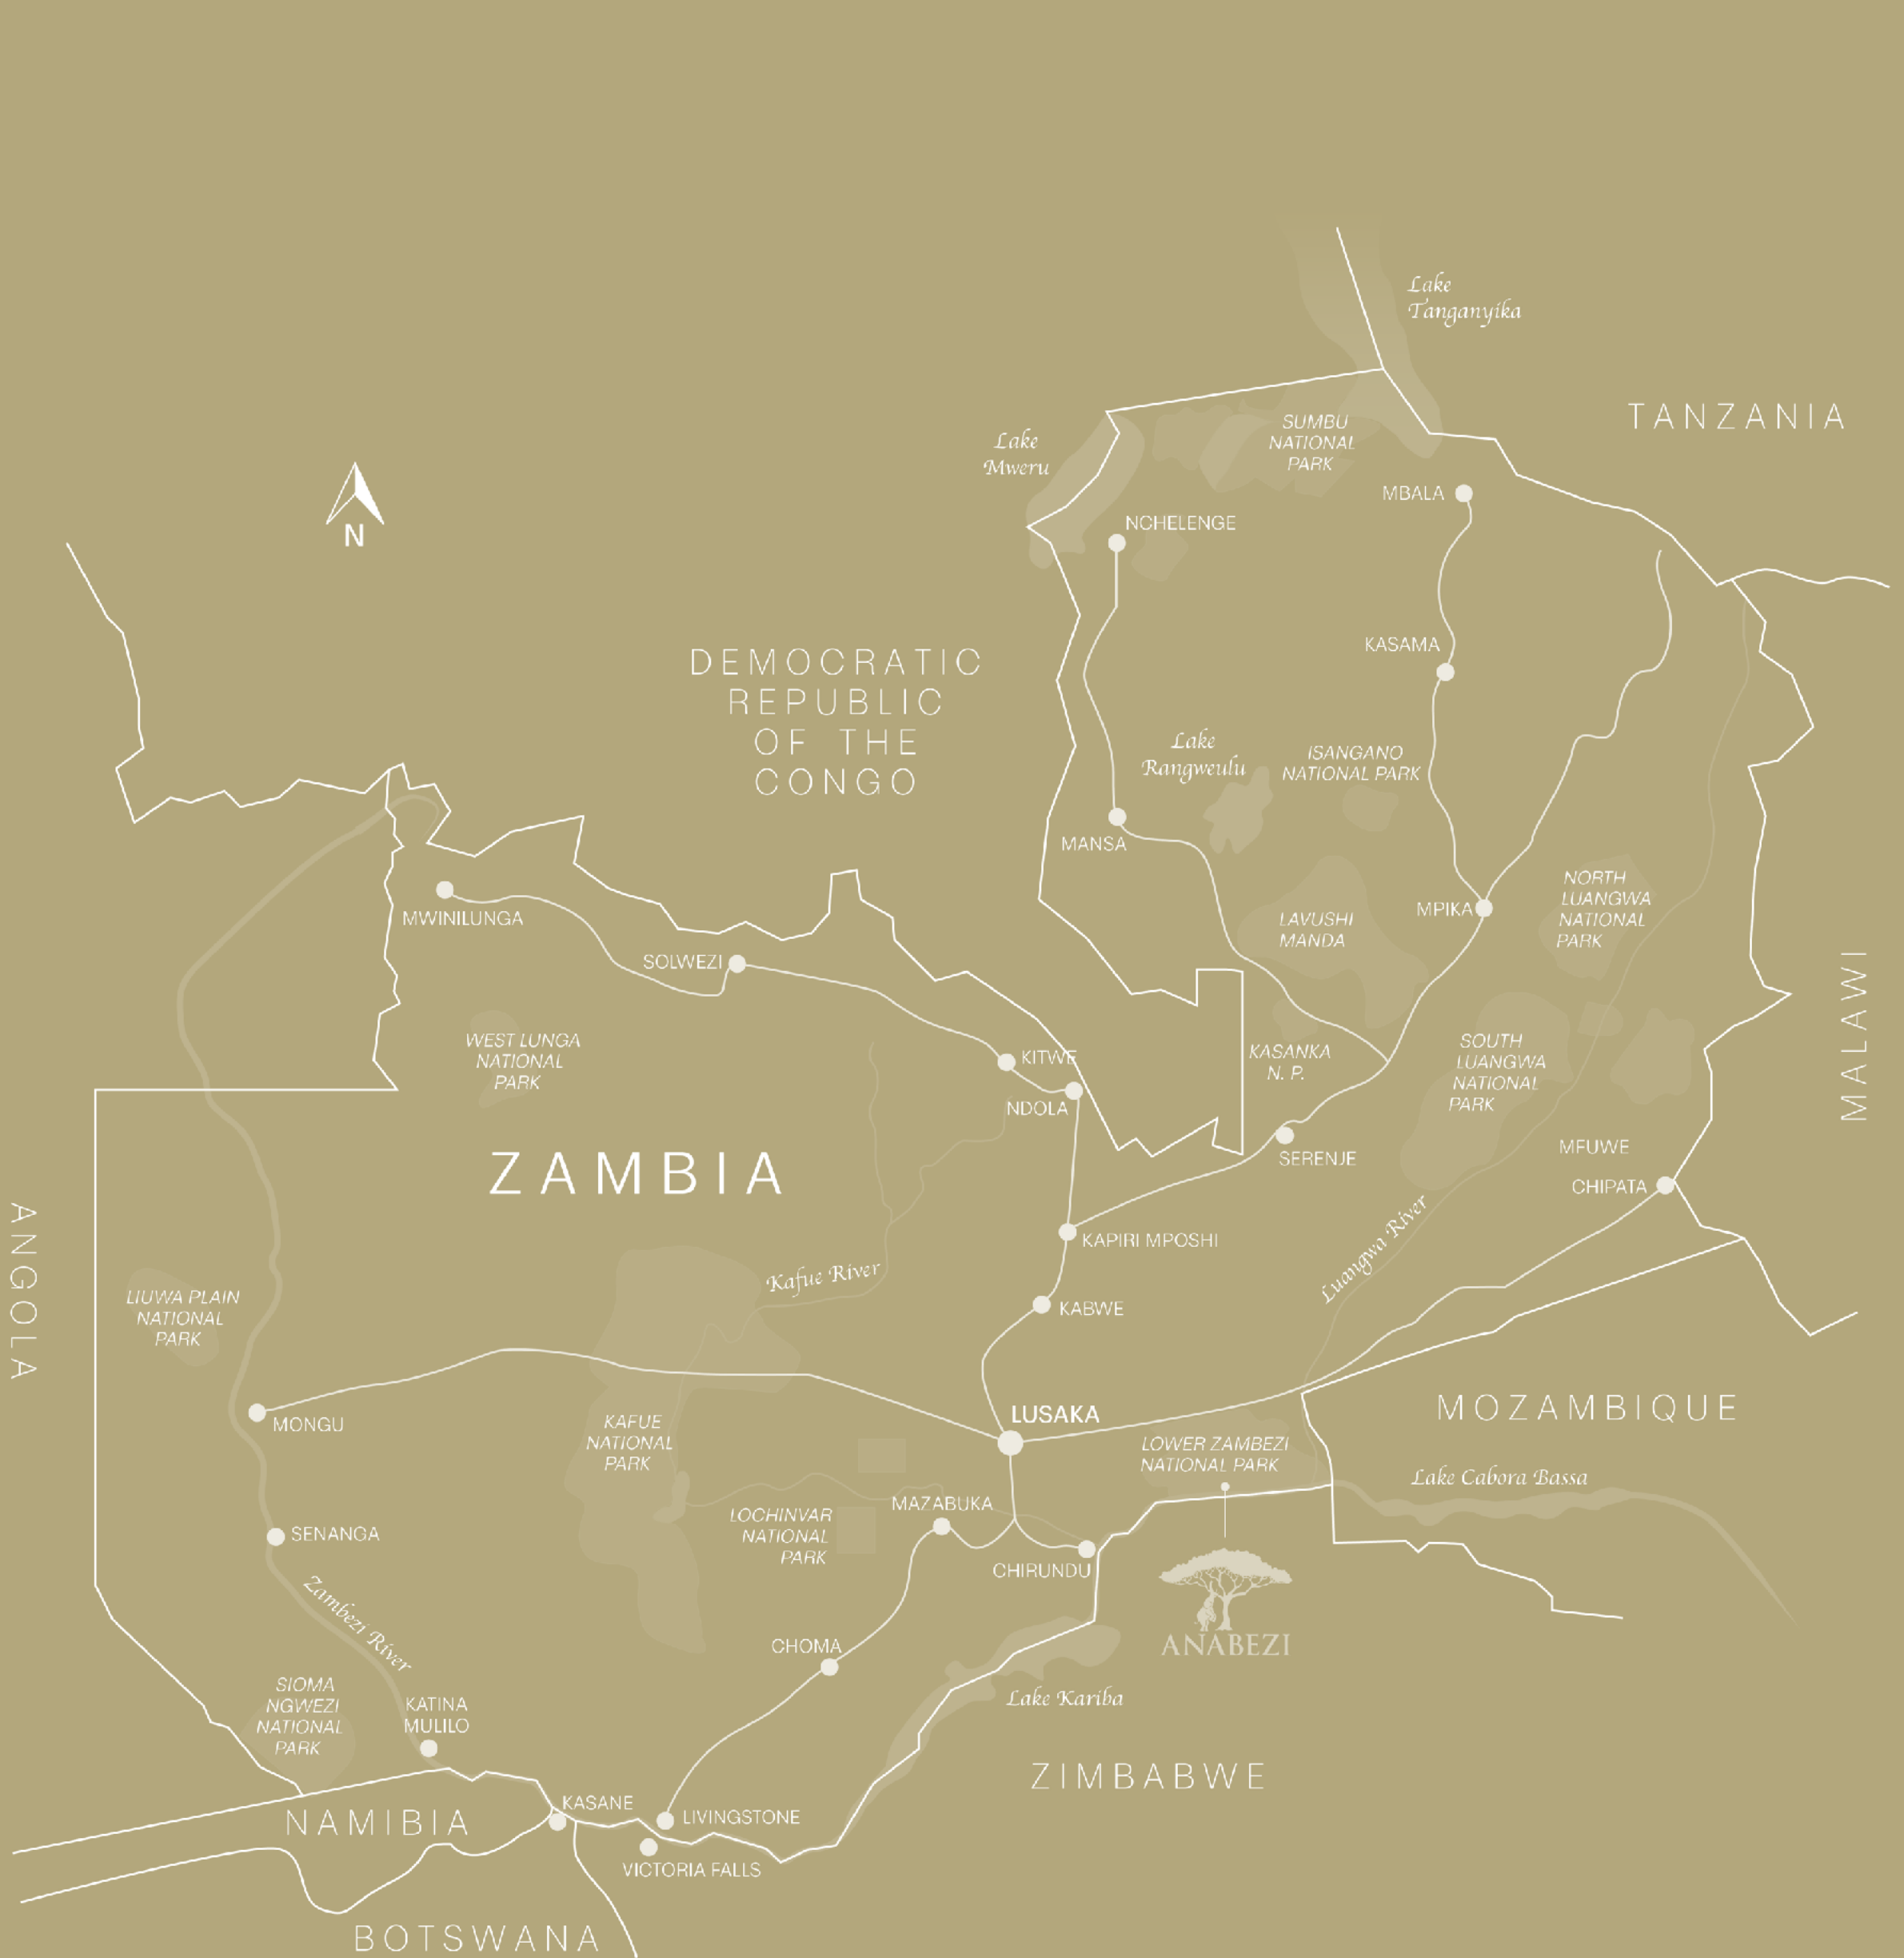 Lake
Tanganyika
TANZANIA
SUMBU
NATIONAL
PARK
Lake
Mweru
MBALA
NCHELENGE
N
KASAMA
DEMOCRATIC
REPUBLIC
OF THE
CONGO
Lake
Rangweulu
ISANGANO
NATIONAL PARK
MANSA
NORTH
LUANGWA
NATIONAL
PARK
MPIKA
LAVUSHI
MANDA
MWINILUNGA
SOLWEZI
MALAWI
WEST LUNGA
NATIONAL
PARK
KITWE
KASANKA
N. P.
SOUTH
LUANGWA
NATIONAL
PARK
NDOLA
MFUWE
SERENJE
ZAMBIA
CHIPATA
ANGOLA
KAPIRI MPOSHI
Luangwa River
Kafue River
LIUWA PLAIN
NATIONAL
PARK
KABWE
MONGU
KAFUE
NATIONAL
PARK
LUSAKA
MOZAMBIQUE
LOWER ZAMBEZI
NATIONAL PARK
Lake Cabora Bassa
MAZABUKA
LOCHINVAR
NATIONAL
PARK
SENANGA
CHIRUNDU
Zambezi River
CHOMA
ANABEZI
SIOMA
NGWEZI
NATIONAL
PARK
KATINA
MULILO
Lake Kariba
ZIMBABWE
KASANE
NAMIBIA
LIVINGSTONE
VICTORIA FALLS
BOTSWANA